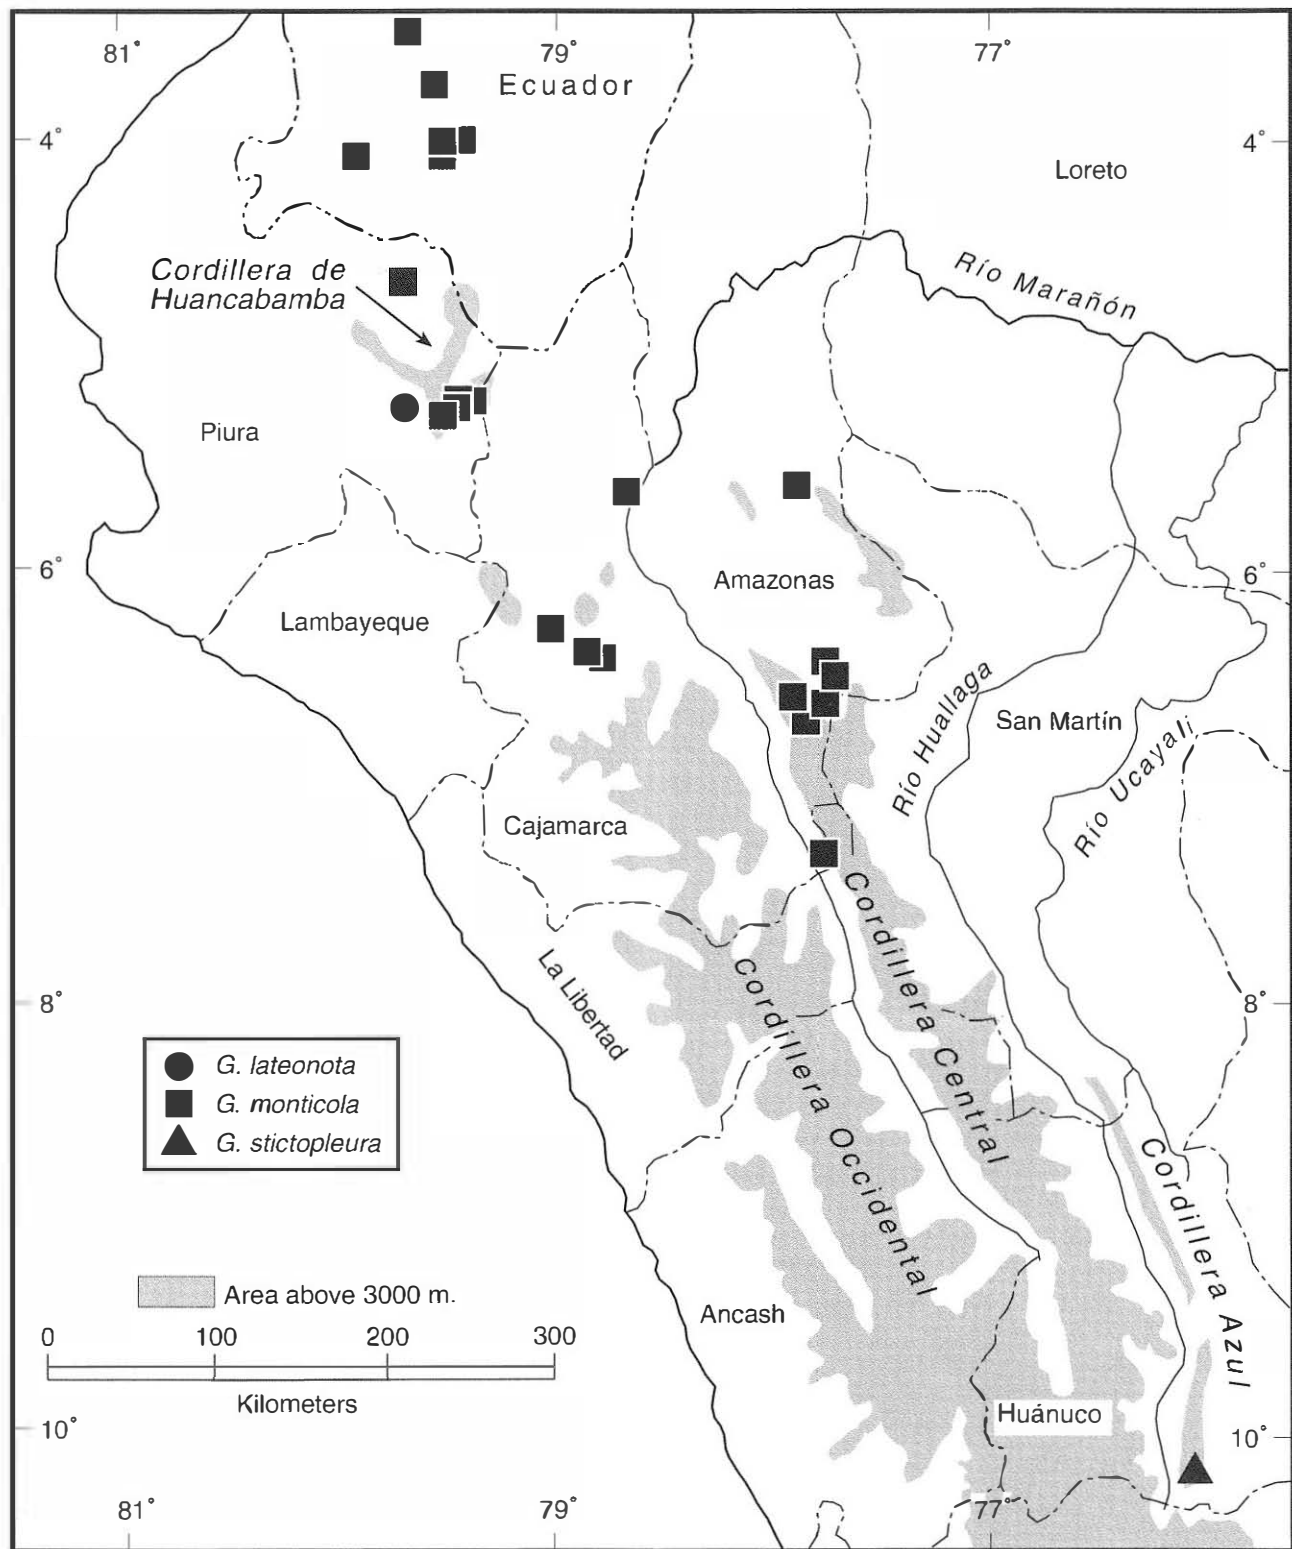 81°
79°
77°
Ecuador
4°
4°
Loreto
Cordillera de
Huancabamba
Río Marañón
Piura
6°
6°
Amazonas
Lambayeque
Río Huallaga
San Martín
Río Ucayali
Cajamarca
Cordillera Central
La Libertad
Cordillera Occidental
8°
8°
G. lateonota
G. monticola
G. stictopleura
Cordillera Azul
Area above 3000 m.
Ancash
0 100 200 300
Kilometers
Huánuco
10°
10°
81°
79°
77°